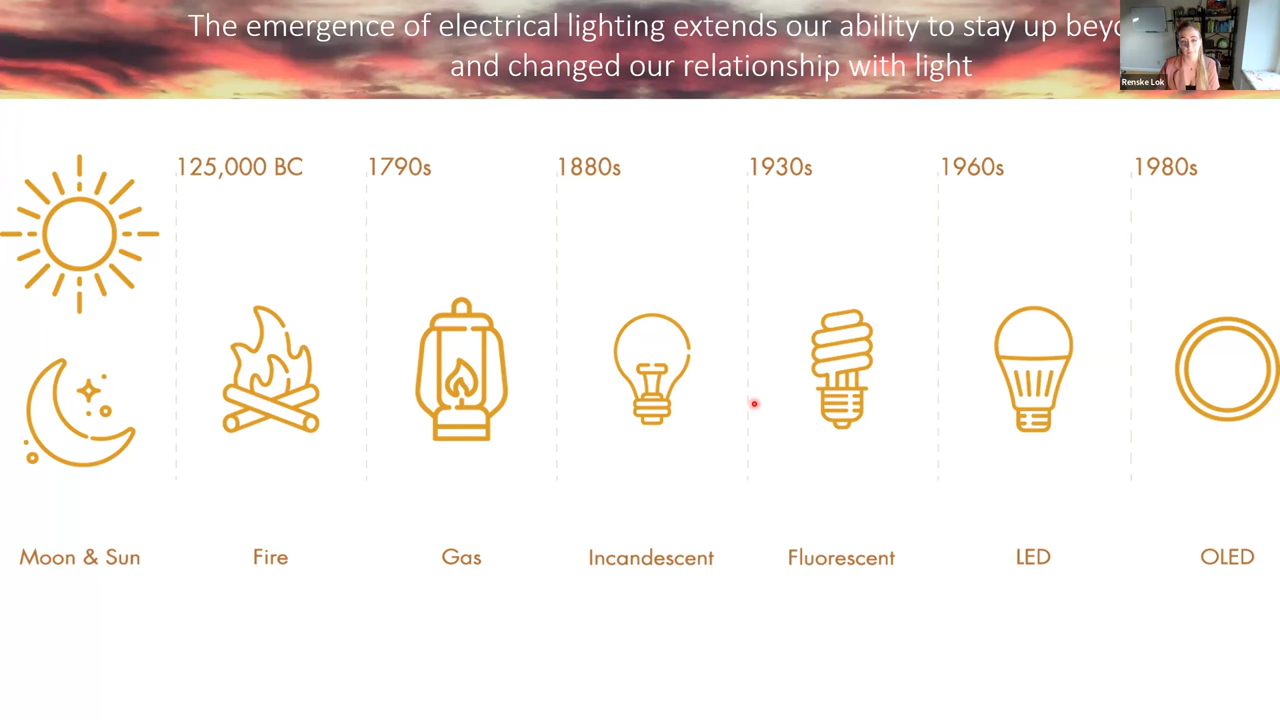 The emergence of electrical lighting extends our ability to stay up
and changed our relationship with light
Renske Lok
125,000 BC
1790s
1880s
1930s
1960s
1980s
Moon & Sun
Fire
Gas
Incandescent
Fluorescent
LED
OLED